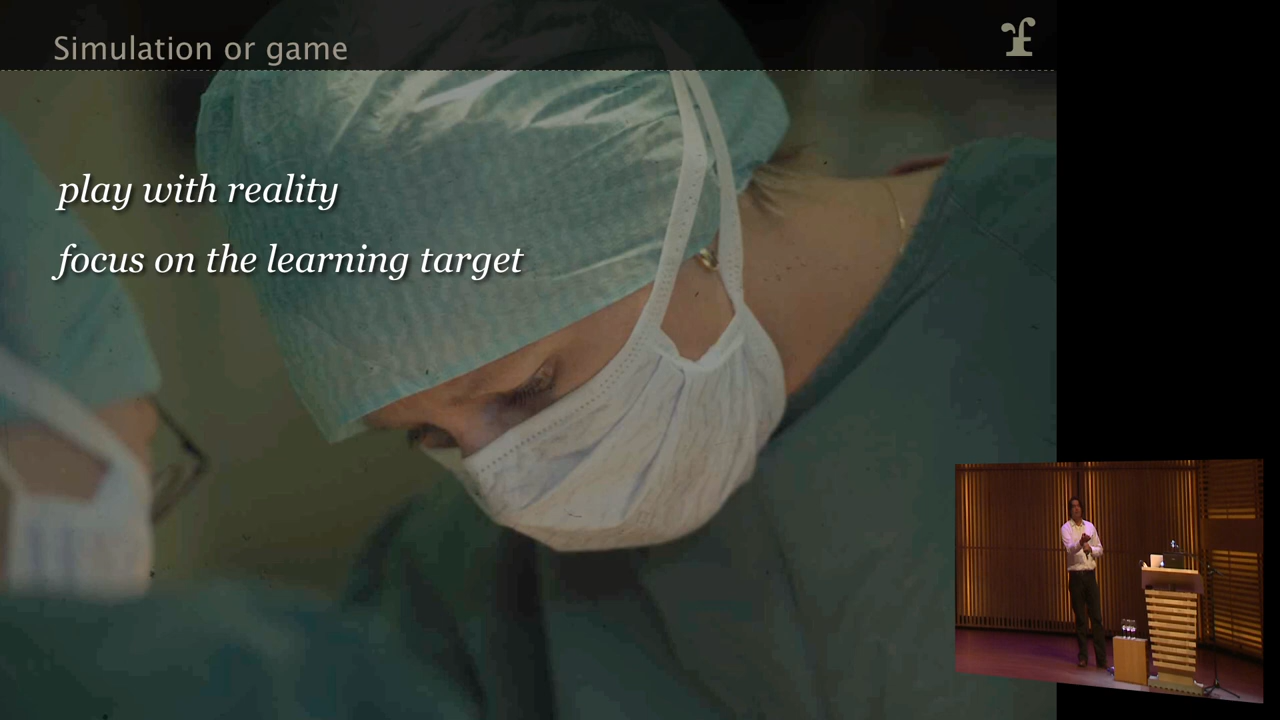 Simulation or game
play with reality
focus on the learning target